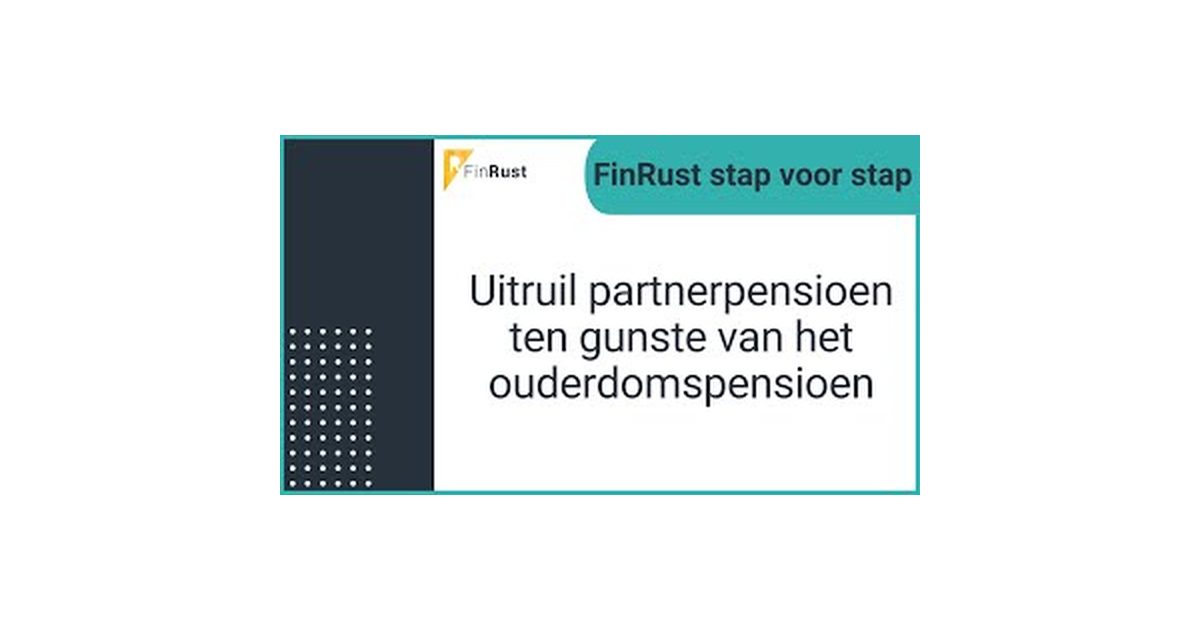 FinRust
FinRust stap voor stap
Uitruil partnerpensioen
ten gunste van het
ouderdomspensioen